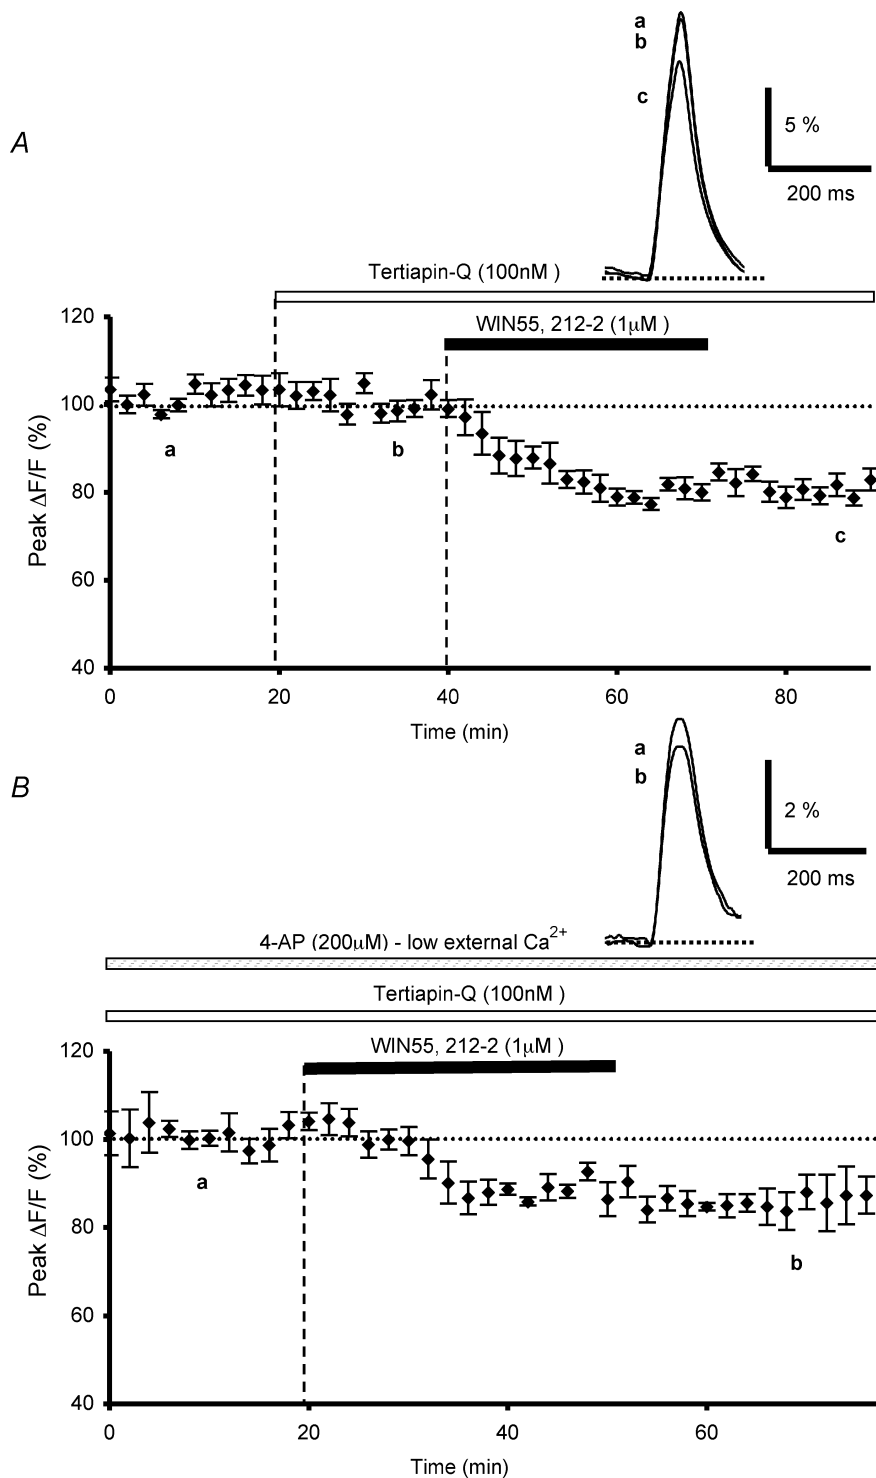 a
b
c
5 %
200 ms
A
Tertiapin-Q (100nM )
WIN55, 212-2 (1μM )
120
100
80
60
40
Peak ΔF/F (%)
a
b
c
0
20
40
60
80
Time (min)
a
b
2 %
200 ms
B
4-AP (200μM) - low external Ca²⁺
Tertiapin-Q (100nM )
WIN55, 212-2 (1μM )
120
100
80
60
40
Peak ΔF/F (%)
a
b
0
20
40
60
Time (min)